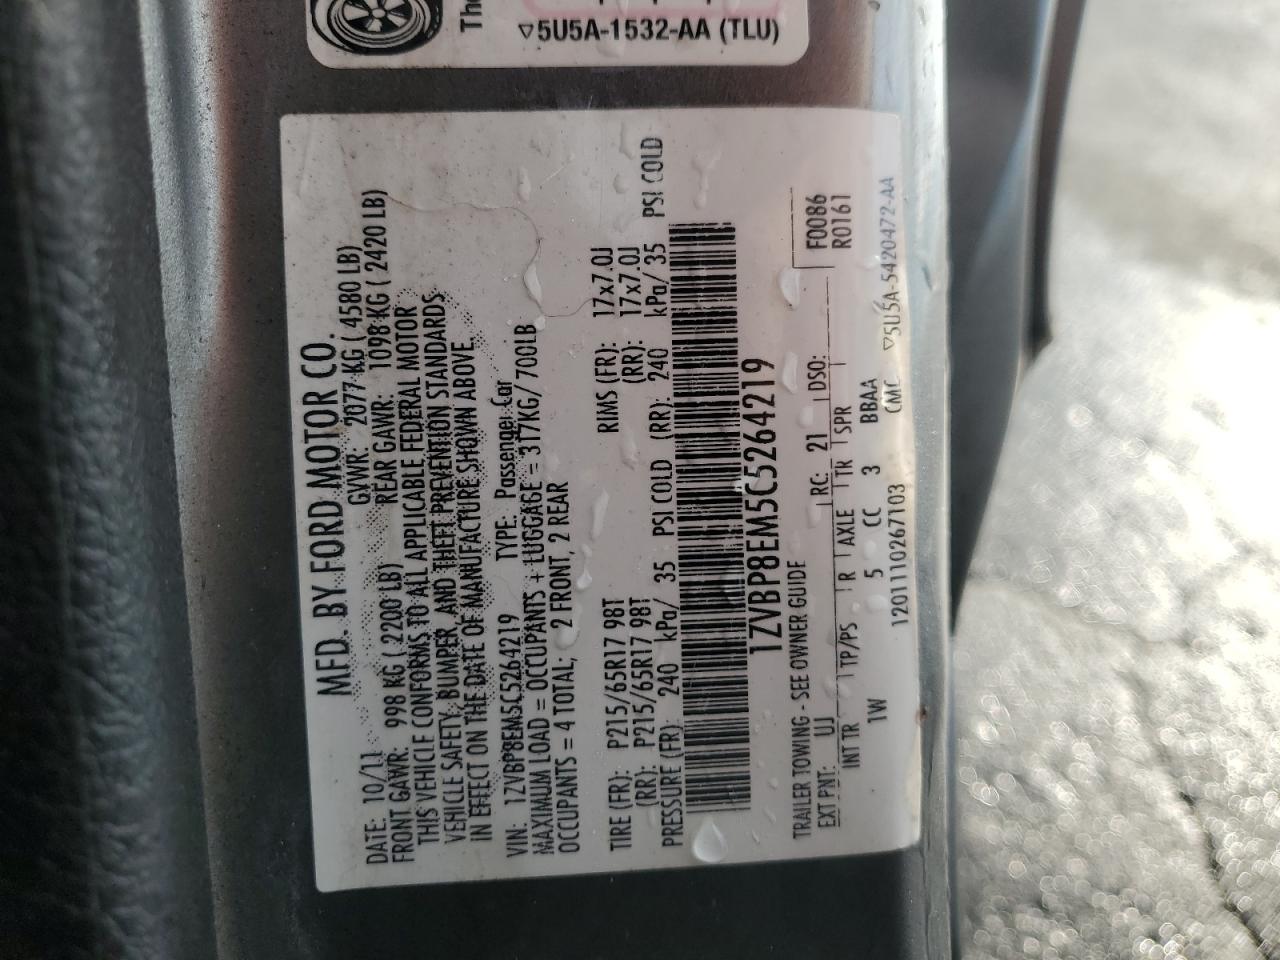 The
▽5U5A-1532-AA (TLU)
MFD. BY FORD MOTOR CO.
DATE: 10/11 GVWR: 2077 KG ( 4580 LB)
FRONT GAWR: 998 KG ( 2200 LB) REAR GAWR: 1098 KG ( 2420 LB)
THIS VEHICLE CONFORMS TO ALL APPLICABLE FEDERAL MOTOR
VEHICLE SAFETY, BUMPER, AND THEFT PREVENTION STANDARDS
IN EFFECT ON THE DATE OF MANUFACTURE SHOWN ABOVE.
VIN: 1ZVBP8EM5C5264219 TYPE: Passenger Car
MAXIMUM LOAD = OCCUPANTS + LUGGAGE = 317KG/ 700LB
OCCUPANTS = 4 TOTAL; 2 FRONT, 2 REAR
TIRE (FR): P215/65R17 98T RIMS (FR): 17x7.0J
(RR): P215/65R17 98T (RR): 17x7.0J
PRESSURE (FR): 240 kPa/ 35 PSI COLD (RR): 240 kPa/ 35 PSI COLD
1ZVBP8EM5C5264219
TRAILER TOWING - SEE OWNER GUIDE
EXT PNT: UJ RC: 21 DSO: F0086
INT TR TP/PS R AXLE TR SPR R0161
1W 5 CC 3 BBAA
120111026 7103 CMC ▽5U5A-5420472-AA